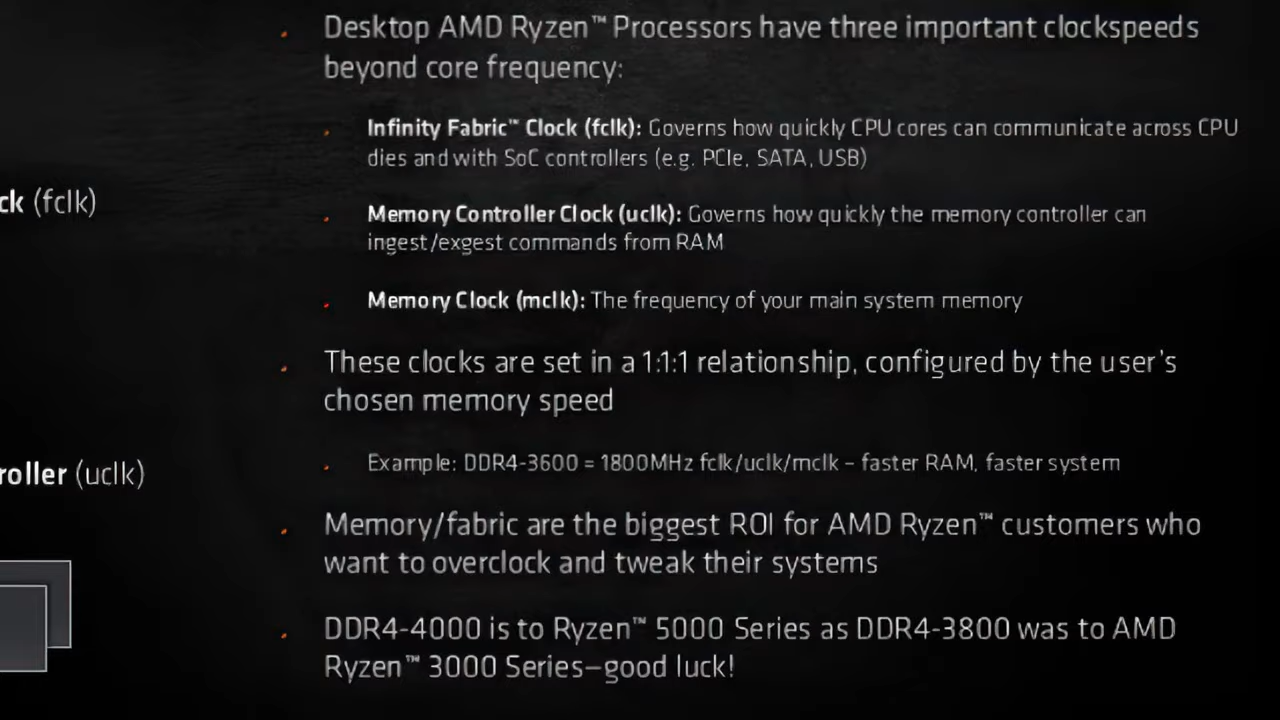 Desktop AMD Ryzen™ Processors have three important clockspeeds
beyond core frequency:
Infinity Fabric™ Clock (fclk): Governs how quickly CPU cores can communicate across CPU
dies and with SoC controllers (e.g. PCIe, SATA, USB)
ck (fclk)
Memory Controller Clock (uclk): Governs how quickly the memory controller can
ingest/exgest commands from RAM
Memory Clock (mclk): The frequency of your main system memory
These clocks are set in a 1:1:1 relationship, configured by the user's
chosen memory speed
Example: DDR4-3600 = 1800MHz fclk/uclk/mclk – faster RAM, faster system
roller (uclk)
Memory/fabric are the biggest ROI for AMD Ryzen™ customers who
want to overclock and tweak their systems
DDR4-4000 is to Ryzen™ 5000 Series as DDR4-3800 was to AMD
Ryzen™ 3000 Series–good luck!